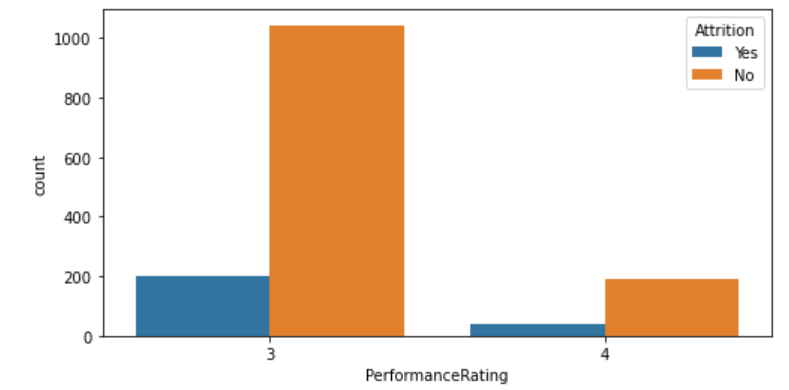 1000
800
600
400
200
0
count
3
4
PerformanceRating
Attrition
Yes
No